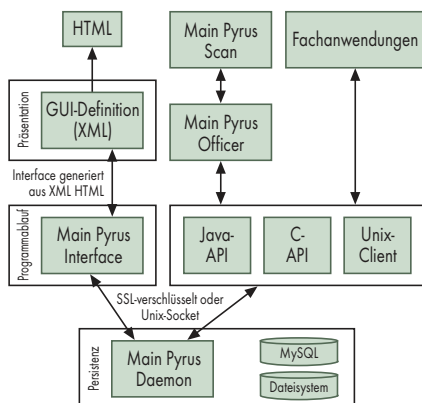 HTML
Main Pyrus
Scan
Fachanwendungen
Präsentation
GUI-Definition
(XML)
Main Pyrus
Officer
Interface generiert
aus XML HTML
Programmablauf
Main Pyrus
Interface
Java-
API
C-
API
Unix-
Client
SSL-verschlüsselt oder
Unix-Socket
Persistenz
Main Pyrus
Daemon
MySQL
Dateisystem